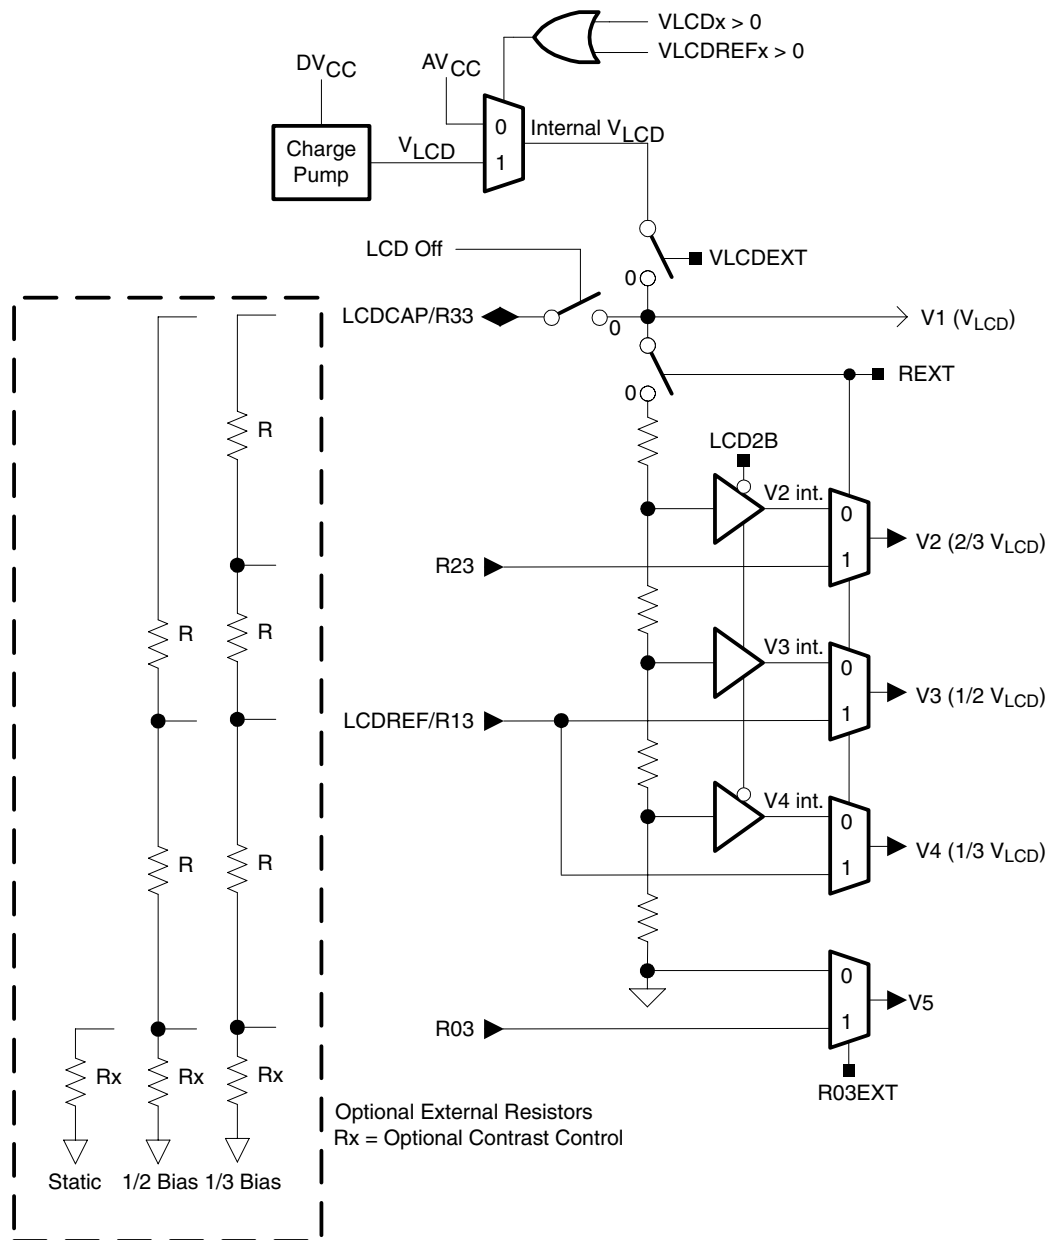 VLCDx > 0
VLCDREFx > 0
DVCC
AVCC
Charge
Pump
VLCD
0
1
Internal VLCD
LCD Off
VLCDEXT
0
LCDCAP/R33
0
V1 (VLCD)
REXT
0
R
LCD2B
V2 int.
0
1
V2 (2/3 VLCD)
R23
R
R
V3 int.
0
1
V3 (1/2 VLCD)
LCDREF/R13
V4 int.
0
1
V4 (1/3 VLCD)
R
R
0
1
V5
R03
R03EXT
Rx
Rx
Rx
Optional External Resistors
Rx = Optional Contrast Control
Static
1/2 Bias
1/3 Bias